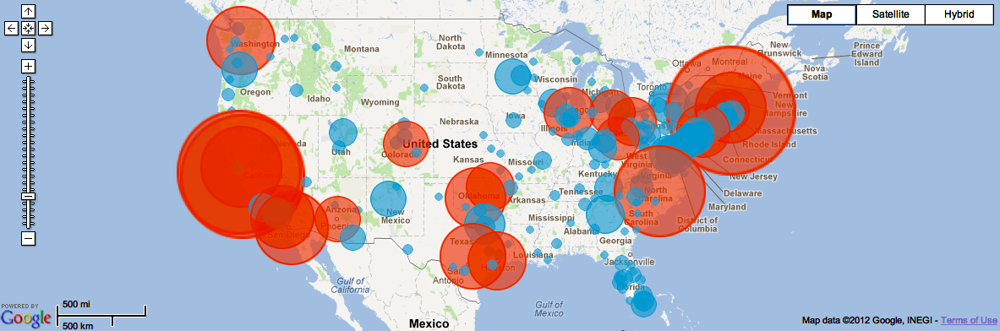 Map
Satellite
Hybrid
Washington
Montana
North
Dakota
Minnesota
Ottawa
Montreal
New
Brunswick
Prince
Edward
Island
Nova
Scotia
Maine
Oregon
Idaho
Wyoming
South
Dakota
Wisconsin
Toronto
Vermont
New
Hampshire
Massachusetts
Rhode Island
Connecticut
New Jersey
Delaware
Maryland
District of
Columbia
Nebraska
Iowa
Illinois
Utah
Colorado
United States
Kansas
Missouri
West
Virginia
Virginia
Kentucky
Tennessee
North
Carolina
South
Carolina
Oklahoma
Arkansas
Arizona
Phoenix
New
Mexico
San Diego
Mississippi
Alabama
Georgia
Texas
Louisiana
San
Antonio
Jacksonville
Florida
Gulf of
California
Gulf of
Mexico
Mexico
POWERED BY
Google
500 mi
500 km
Map data ©2012 Google, INEGI - Terms of Use